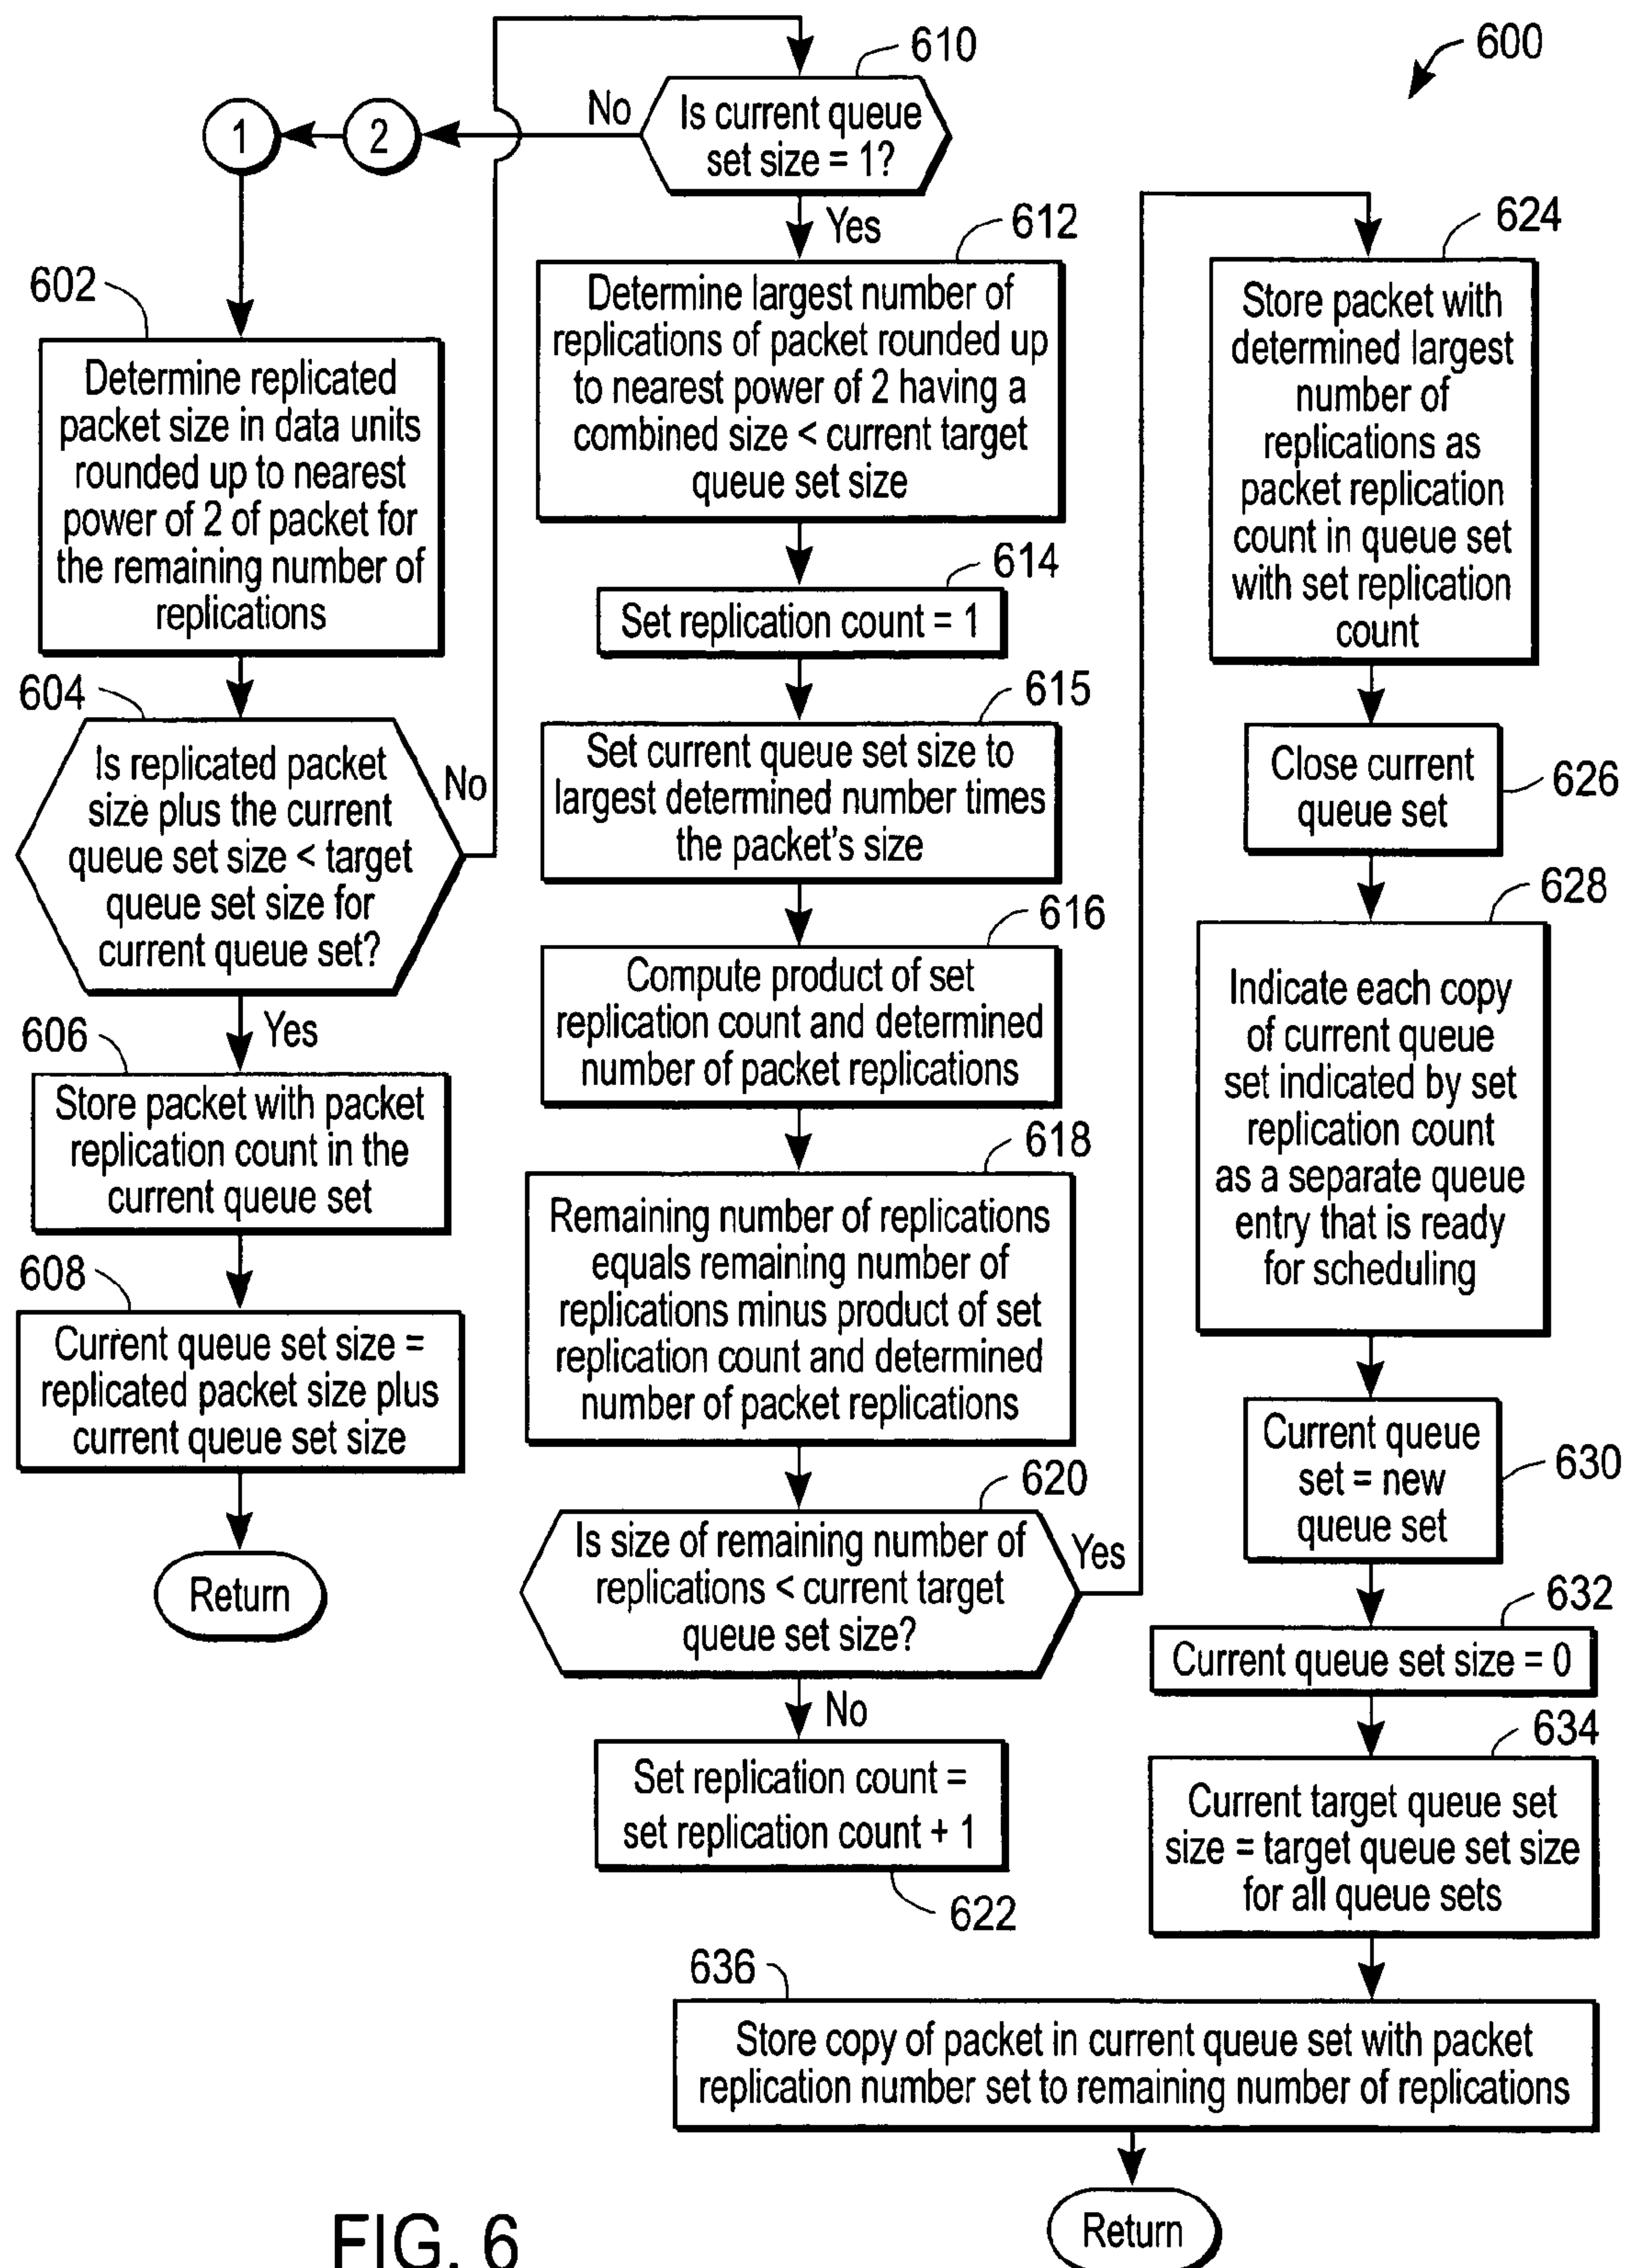 600
610
Is current queue
set size = 1?
No
2
1
Yes
602
Determine replicated
packet size in data units
rounded up to nearest
power of 2 of packet for
the remaining number of
replications
604
Is replicated packet
size plus the current
queue set size < target
queue set size for
current queue set?
No
Yes
606
Store packet with packet
replication count in the
current queue set
608
Current queue set size =
replicated packet size plus
current queue set size
Return
612
Determine largest number of
replications of packet rounded up
to nearest power of 2 having a
combined size < current target
queue set size
614
Set replication count = 1
615
Set current queue set size to
largest determined number times
the packet's size
616
Compute product of set
replication count and determined
number of packet replications
618
Remaining number of replications
equals remaining number of
replications minus product of set
replication count and determined
number of packet replications
620
Is size of remaining number of
replications < current target
queue set size?
Yes
No
Set replication count =
set replication count + 1
622
624
Store packet with
determined largest
number of
replications as
packet replication
count in queue set
with set replication
count
Close current
queue set
626
628
Indicate each copy
of current queue
set indicated by set
replication count
as a separate queue
entry that is ready
for scheduling
Current queue
set = new
queue set
630
632
Current queue set size = 0
634
Current target queue set
size = target queue set size
for all queue sets
636
Store copy of packet in current queue set with packet
replication number set to remaining number of replications
Return
FIG. 6